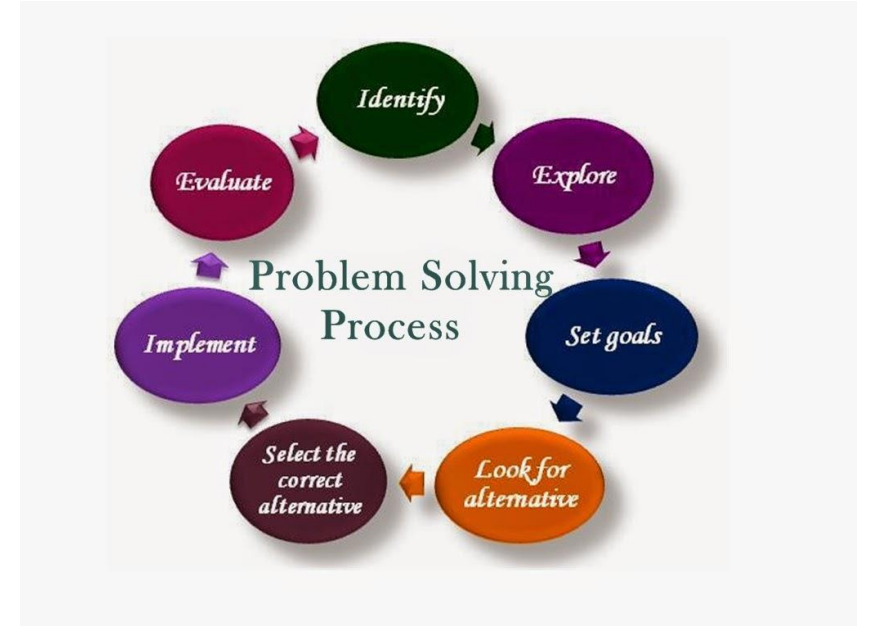 Identify
Explore
Set goals
Look for
alternative
Select the
correct
alternative
Implement
Evaluate
Problem Solving
Process